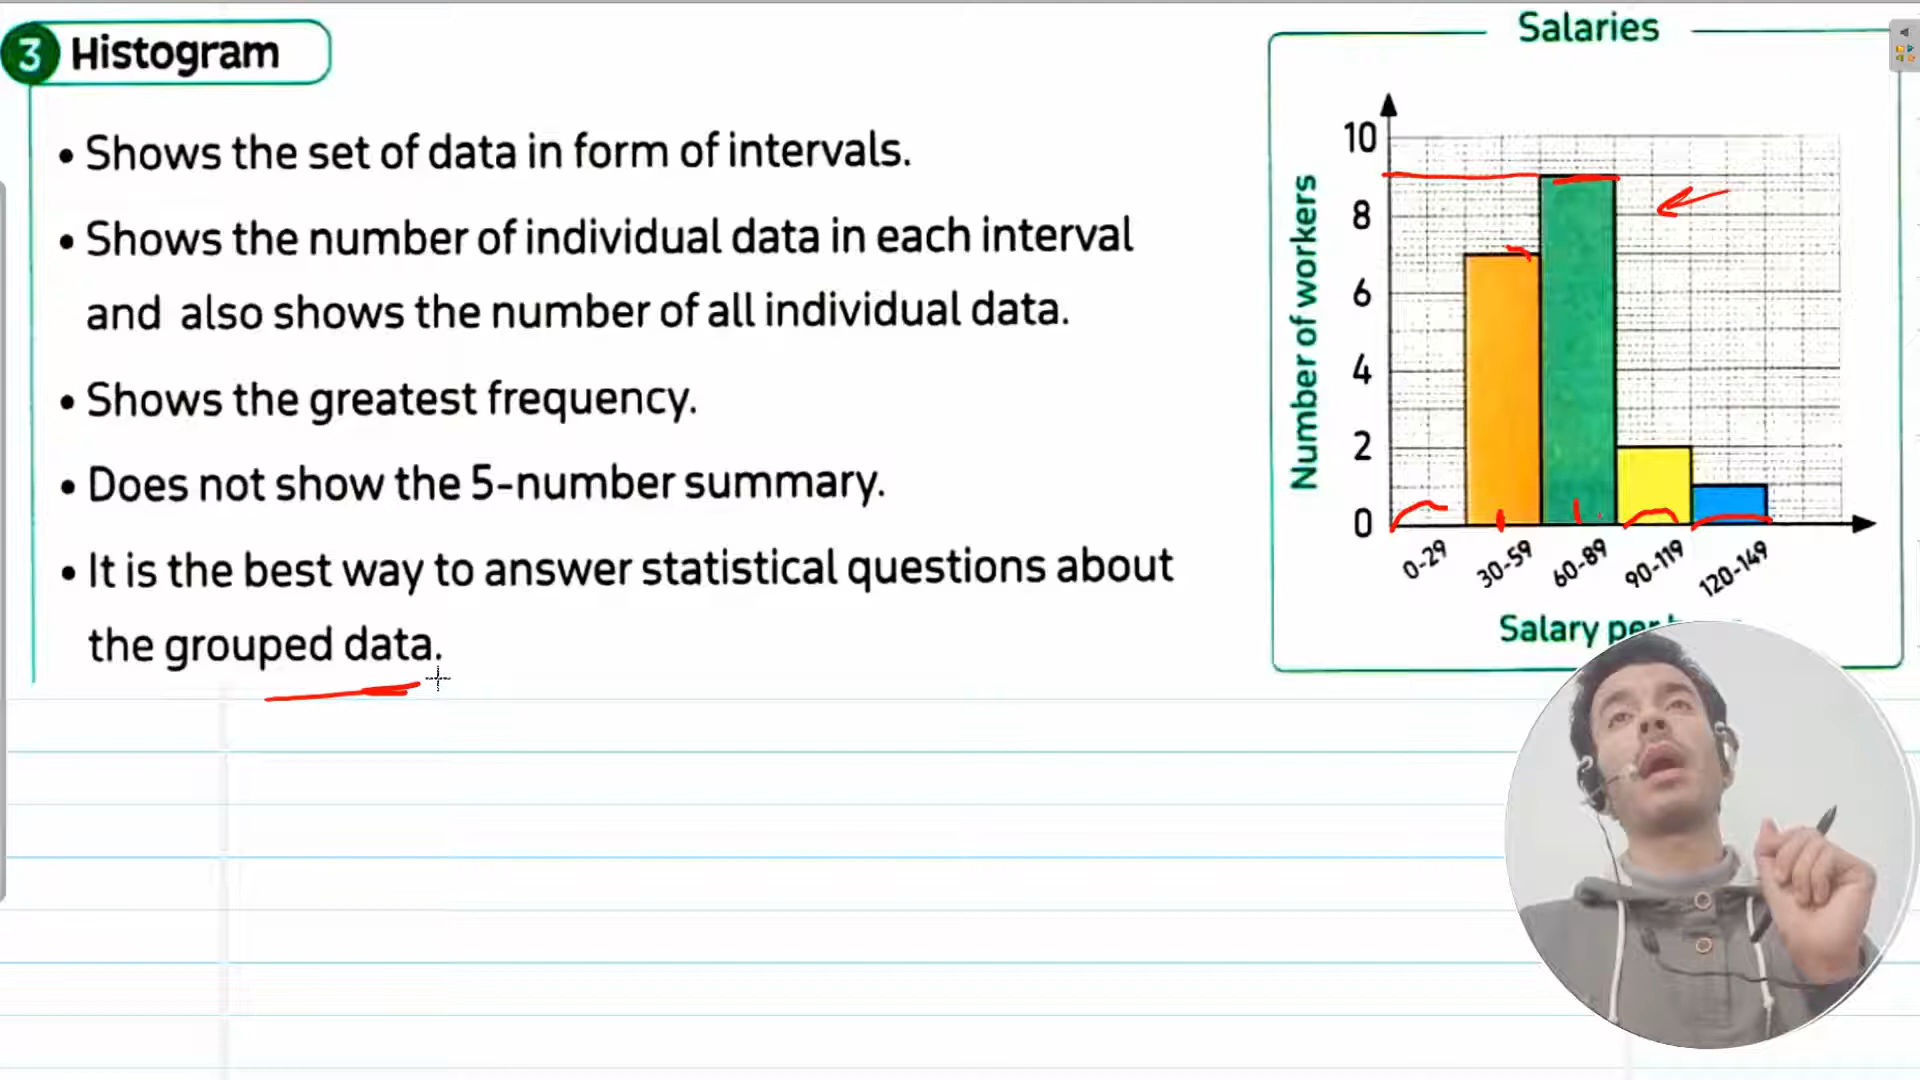 3 Histogram
• Shows the set of data in form of intervals.
• Shows the number of individual data in each interval
and also shows the number of all individual data.
• Shows the greatest frequency.
• Does not show the 5-number summary.
• It is the best way to answer statistical questions about
the grouped data.
Salaries
Number of workers
10
8
6
4
2
0
0-29
30-59
60-89
90-119
120-149
Salary per